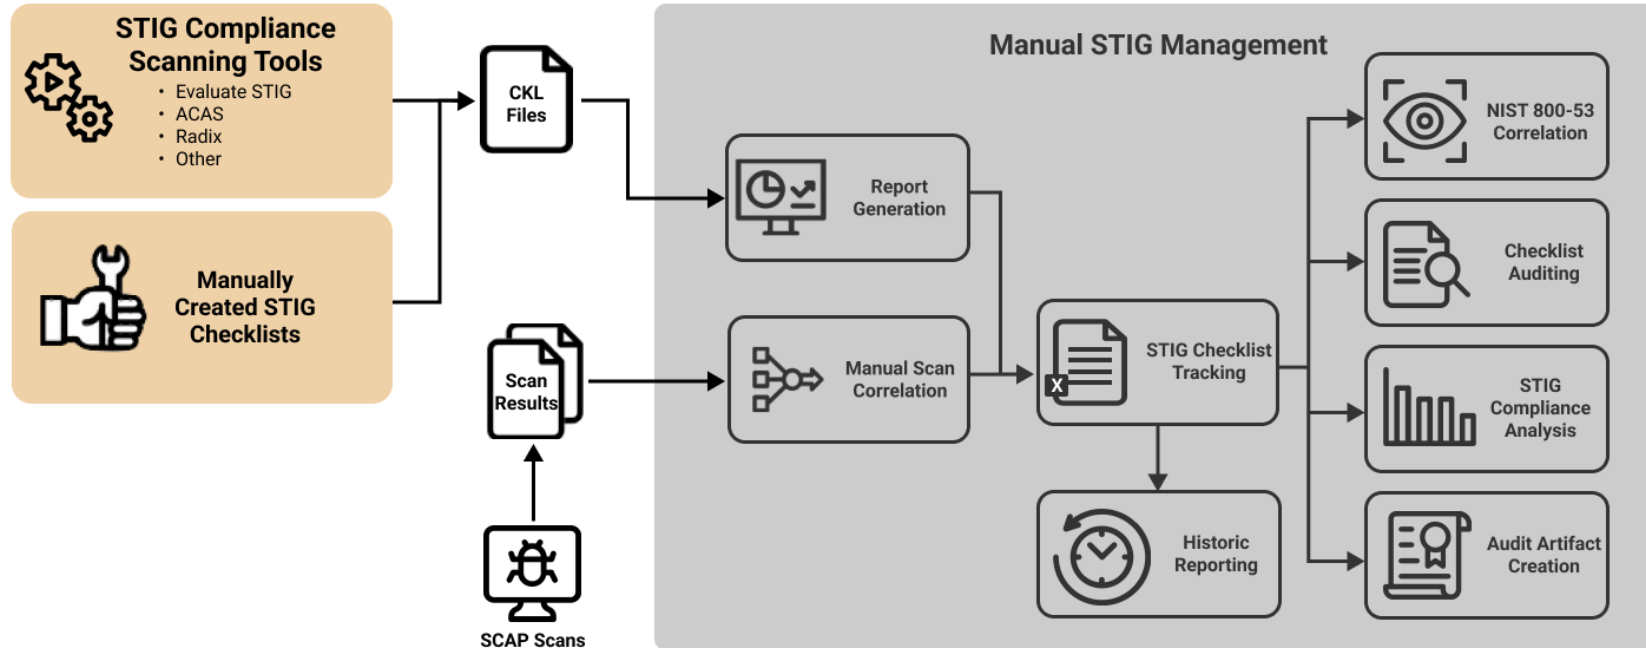 STIG Compliance
Scanning Tools
• Evaluate STIG
• ACAS
• Radix
• Other
Manually
Created STIG
Checklists
CKL
Files
Scan
Results
SCAP Scans
Manual STIG Management
Report
Generation
Manual Scan
Correlation
X
STIG Checklist
Tracking
Historic
Reporting
NIST 800-53
Correlation
Checklist
Auditing
STIG
Compliance
Analysis
Audit Artifact
Creation